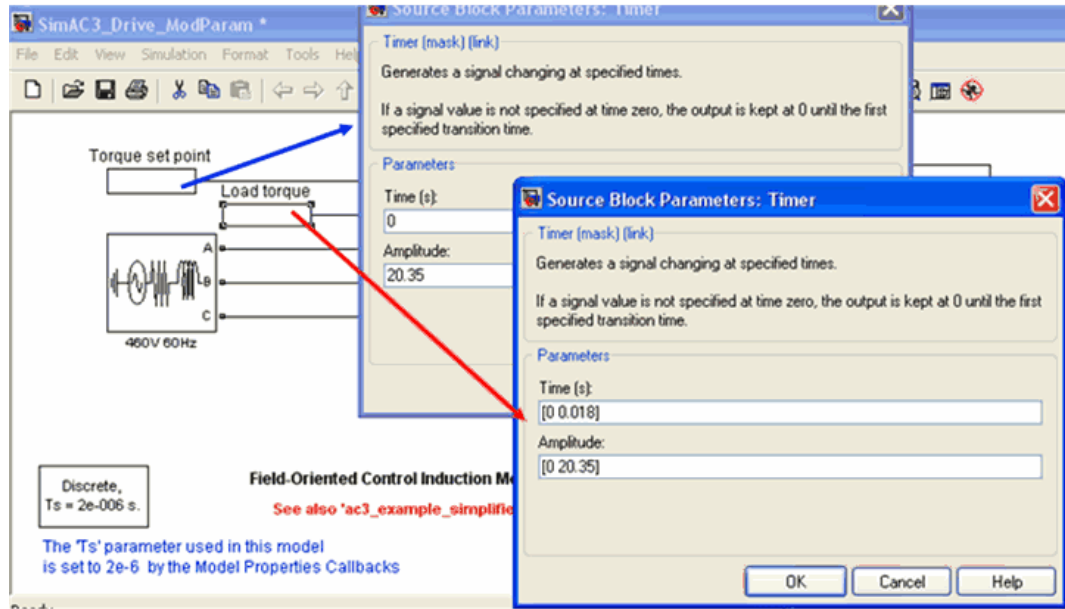 SimAC3_Drive_ModParam *
File Edit View Simulation Format Tools Help
Source Block Parameters: Timer
Timer (mask) (link)
Generates a signal changing at specified times.
If a signal value is not specified at time zero, the output is kept at 0 until the first
specified transition time.
Parameters
Time (s):
0
Amplitude:
20.35
Torque set point
Load torque
A
B
C
460V 60Hz
Source Block Parameters: Timer
Timer (mask) (link)
Generates a signal changing at specified times.
If a signal value is not specified at time zero, the output is kept at 0 until the first
specified transition time.
Parameters
Time (s):
[0 0.018]
Amplitude:
[0 20.35]
OK Cancel Help
Discrete,
Ts = 2e-006 s.
Field-Oriented Control Induction M
See also 'ac3_example_simplifie
The 'Ts' parameter used in this model
is set to 2e-6 by the Model Properties Callbacks